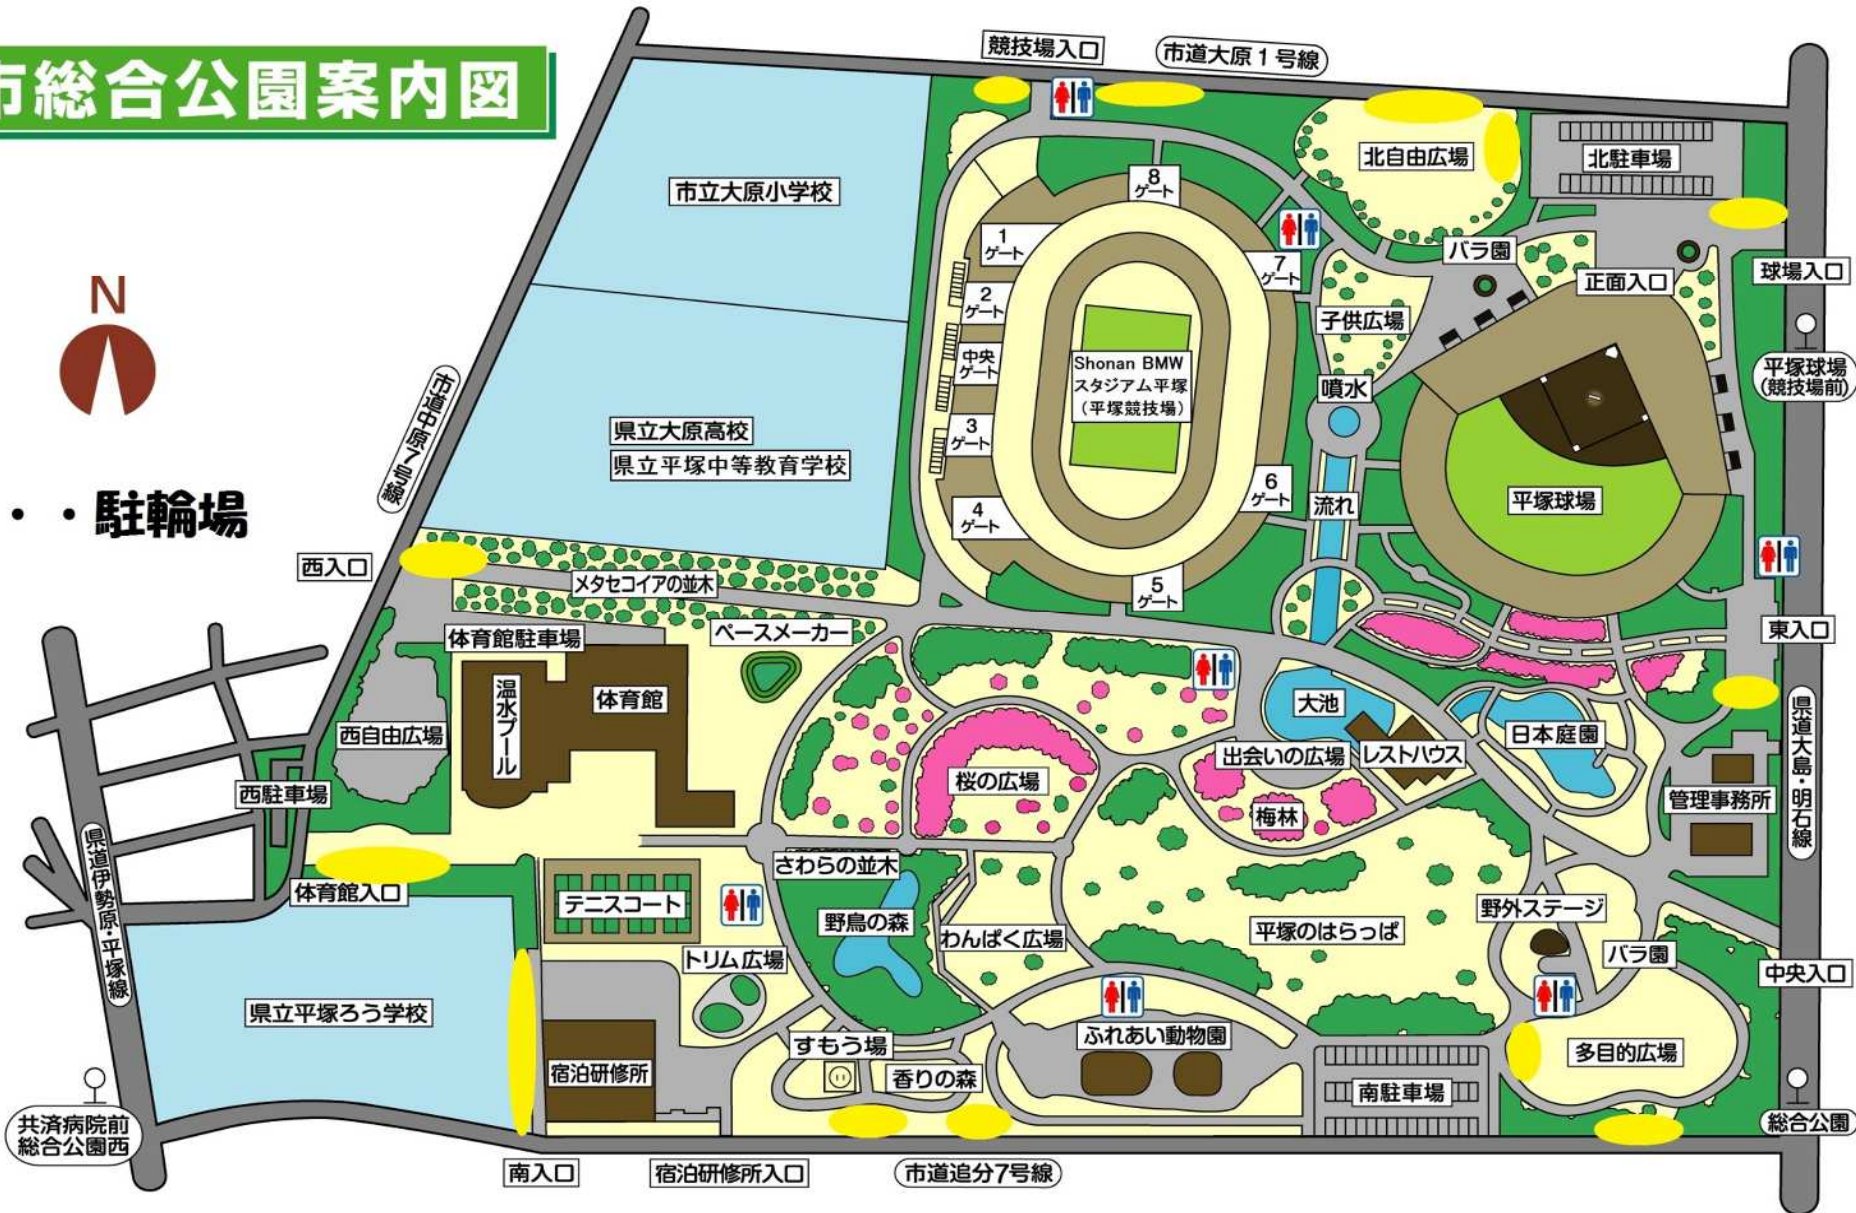 市総合公園案内図
競技場入口
市道大原1号線
市立大原小学校
北自由広場
北駐車場
8
ゲート
1
ゲート
7
ゲート
バラ園
正面入口
球場入口
N
2
ゲート
子供広場
中央
ゲート
Shonan BMW
スタジアム平塚
(平塚競技場)
噴水
平塚球場
(競技場前)
市道中原7号線
県立大原高校
県立平塚中等教育学校
3
ゲート
6
ゲート
平塚球場
・・駐輪場
4
ゲート
流れ
西入口
メタセコイアの並木
5
ゲート
体育館駐車場
ペースメーカー
東入口
温水プール
体育館
大池
西自由広場
日本庭園
出会いの広場
レストハウス
県道大島・明石線
桜の広場
西駐車場
梅林
管理事務所
県道伊勢原・平塚線
さわらの並木
体育館入口
テニスコート
野鳥の森
わんぱく広場
平塚のはらっぱ
野外ステージ
バラ園
トリム広場
中央入口
県立平塚ろう学校
すもう場
ふれあい動物園
多目的広場
宿泊研修所
香りの森
南駐車場
共済病院前
総合公園西
総合公園
南入口
宿泊研修所入口
市道追分7号線